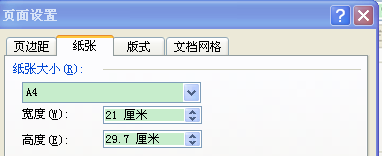 页面设置
页边距 纸张 版式 文档网格
纸张大小(R):
A4
宽度(W): 21 厘米
高度(E): 29.7 厘米